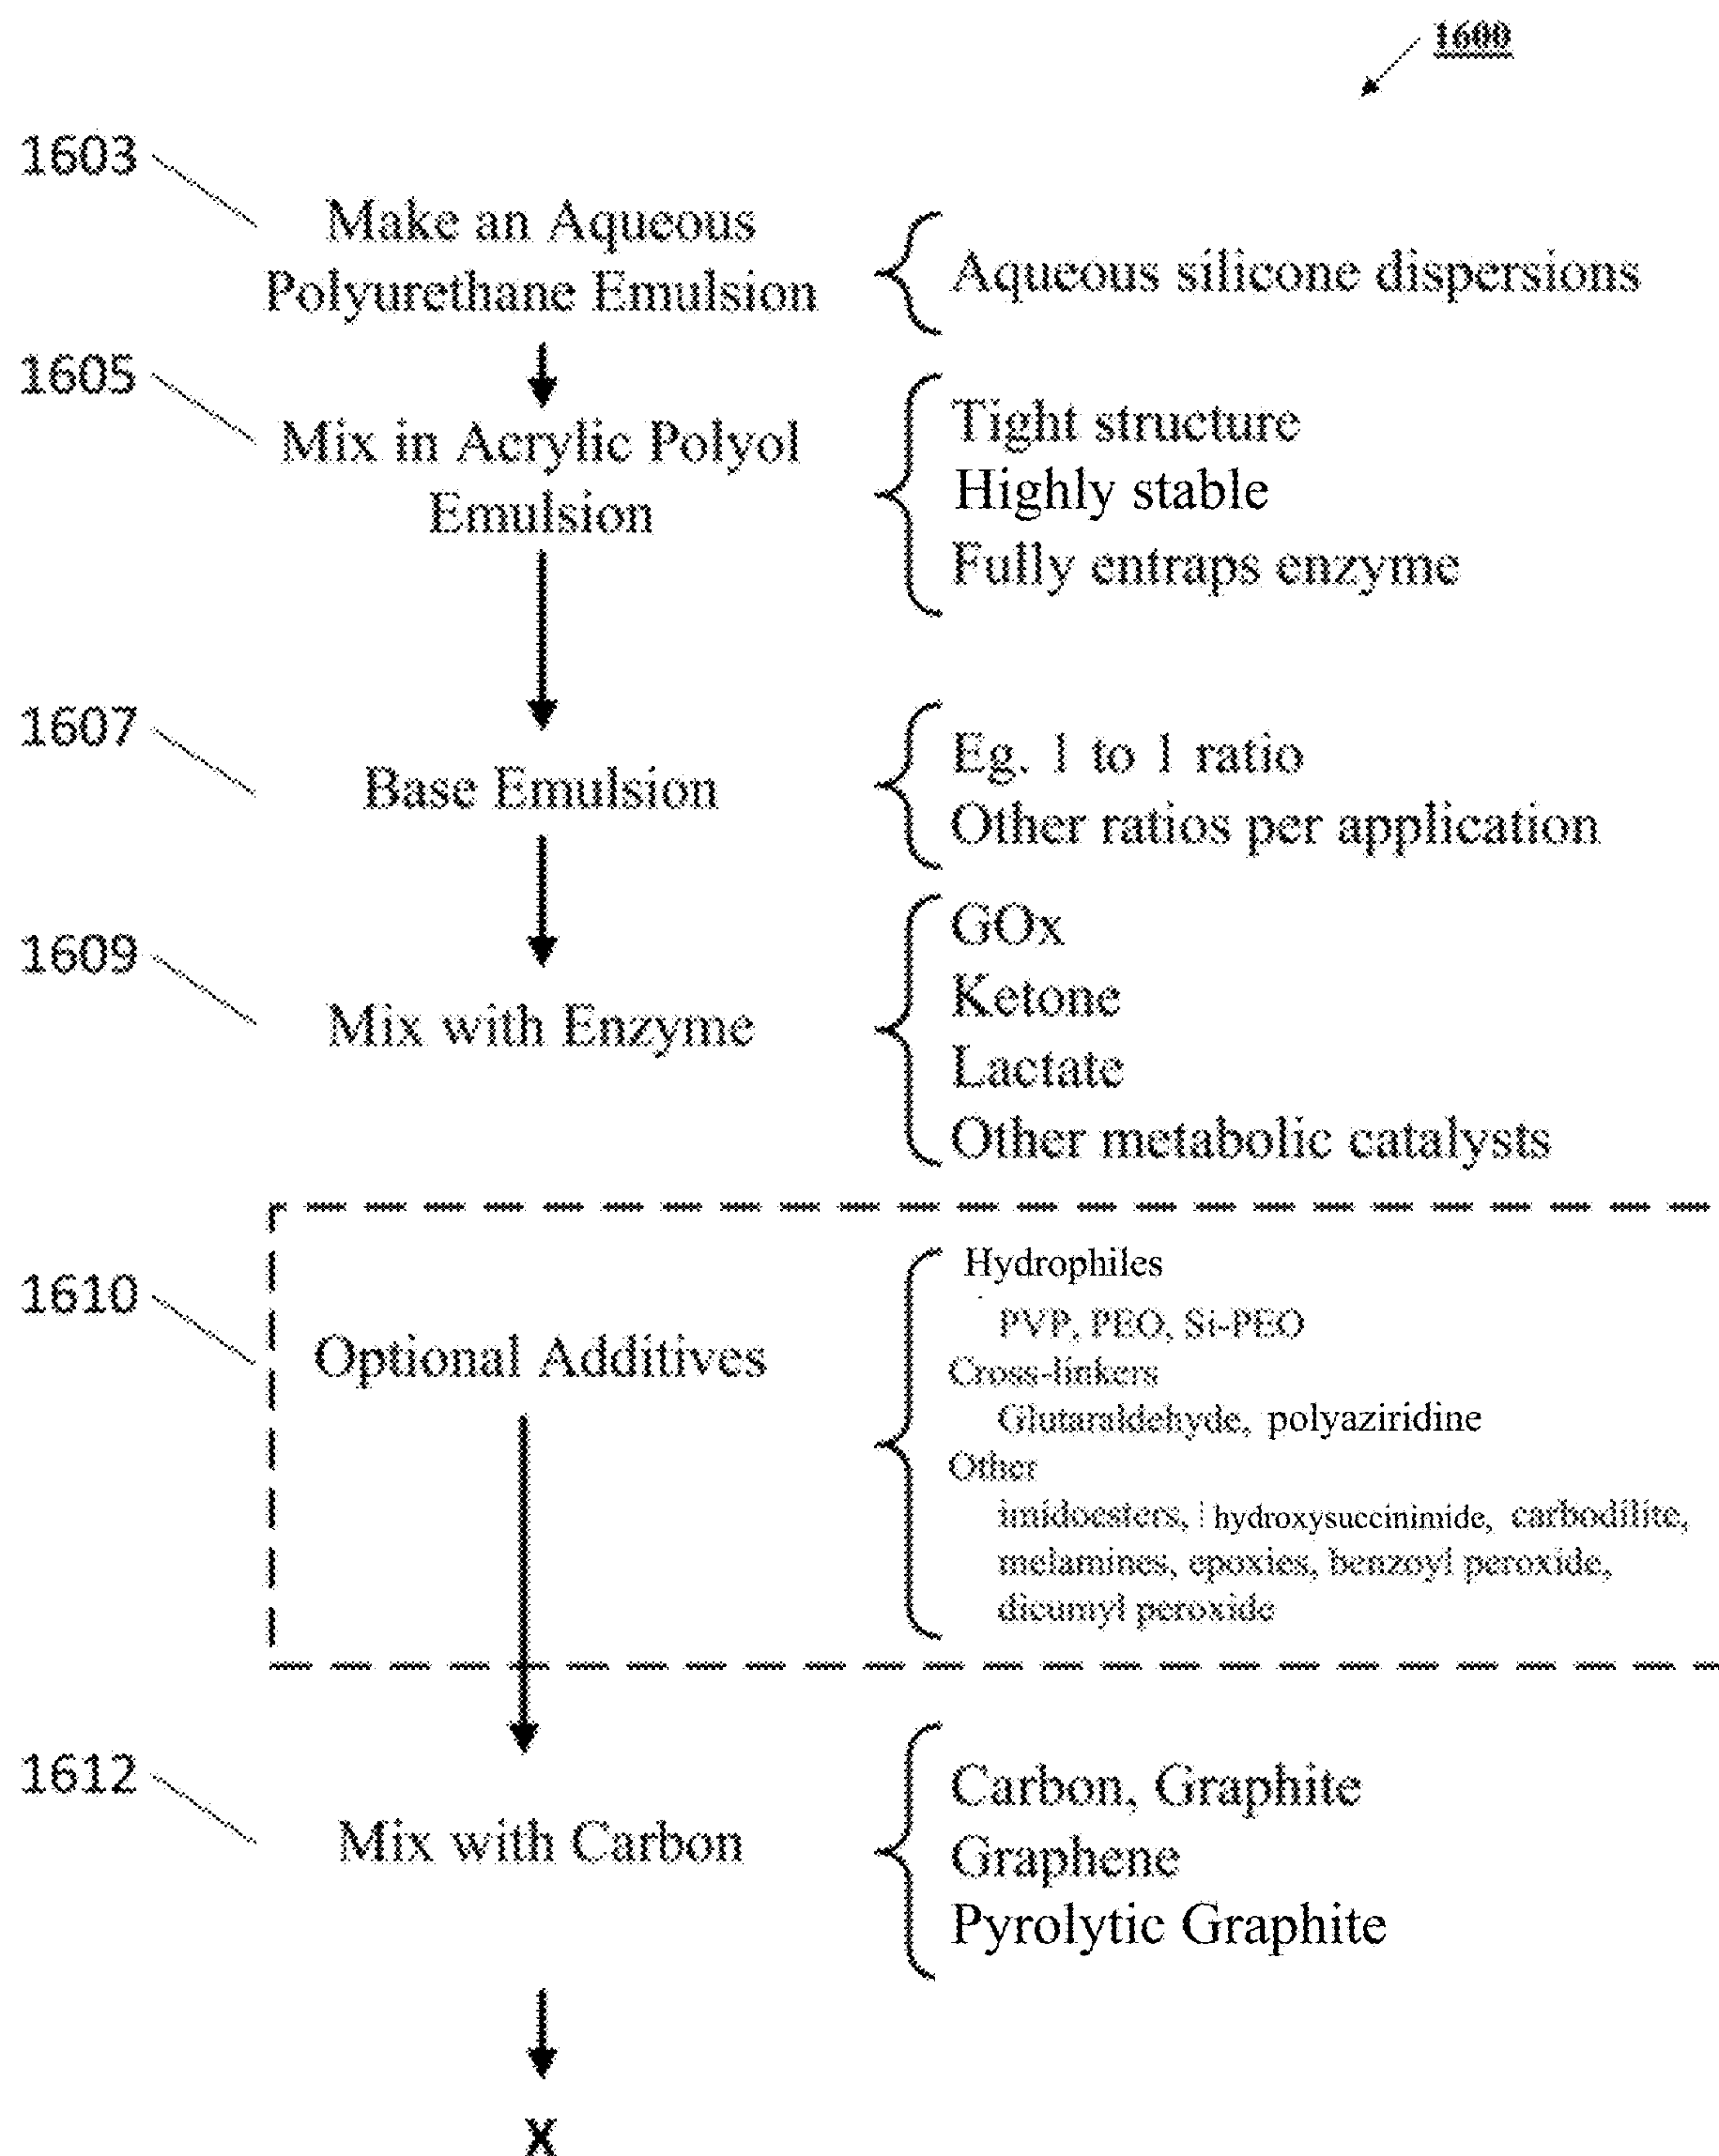 1600
1603
Make an Aqueous
Polyurethane Emulsion
Aqueous silicone dispersions
1605
Mix in Acrylic Polyol
Emulsion
Tight structure
Highly stable
Fully entraps enzyme
1607
Base Emulsion
Eg. 1 to 1 ratio
Other ratios per application
1609
Mix with Enzyme
GOx
Ketone
Lactate
Other metabolic catalysts
1610
Optional Additives
Hydrophiles
PVP, PEO, Si-PEO
Cross-linkers
Glutaraldehyde, polyaziridine
Other
imidoesters, hydroxysuccinimide, carbodilite,
melamines, epoxies, benzoyl peroxide,
dicumyl peroxide
1612
Mix with Carbon
Carbon, Graphite
Graphene
Pyrolytic Graphite
X